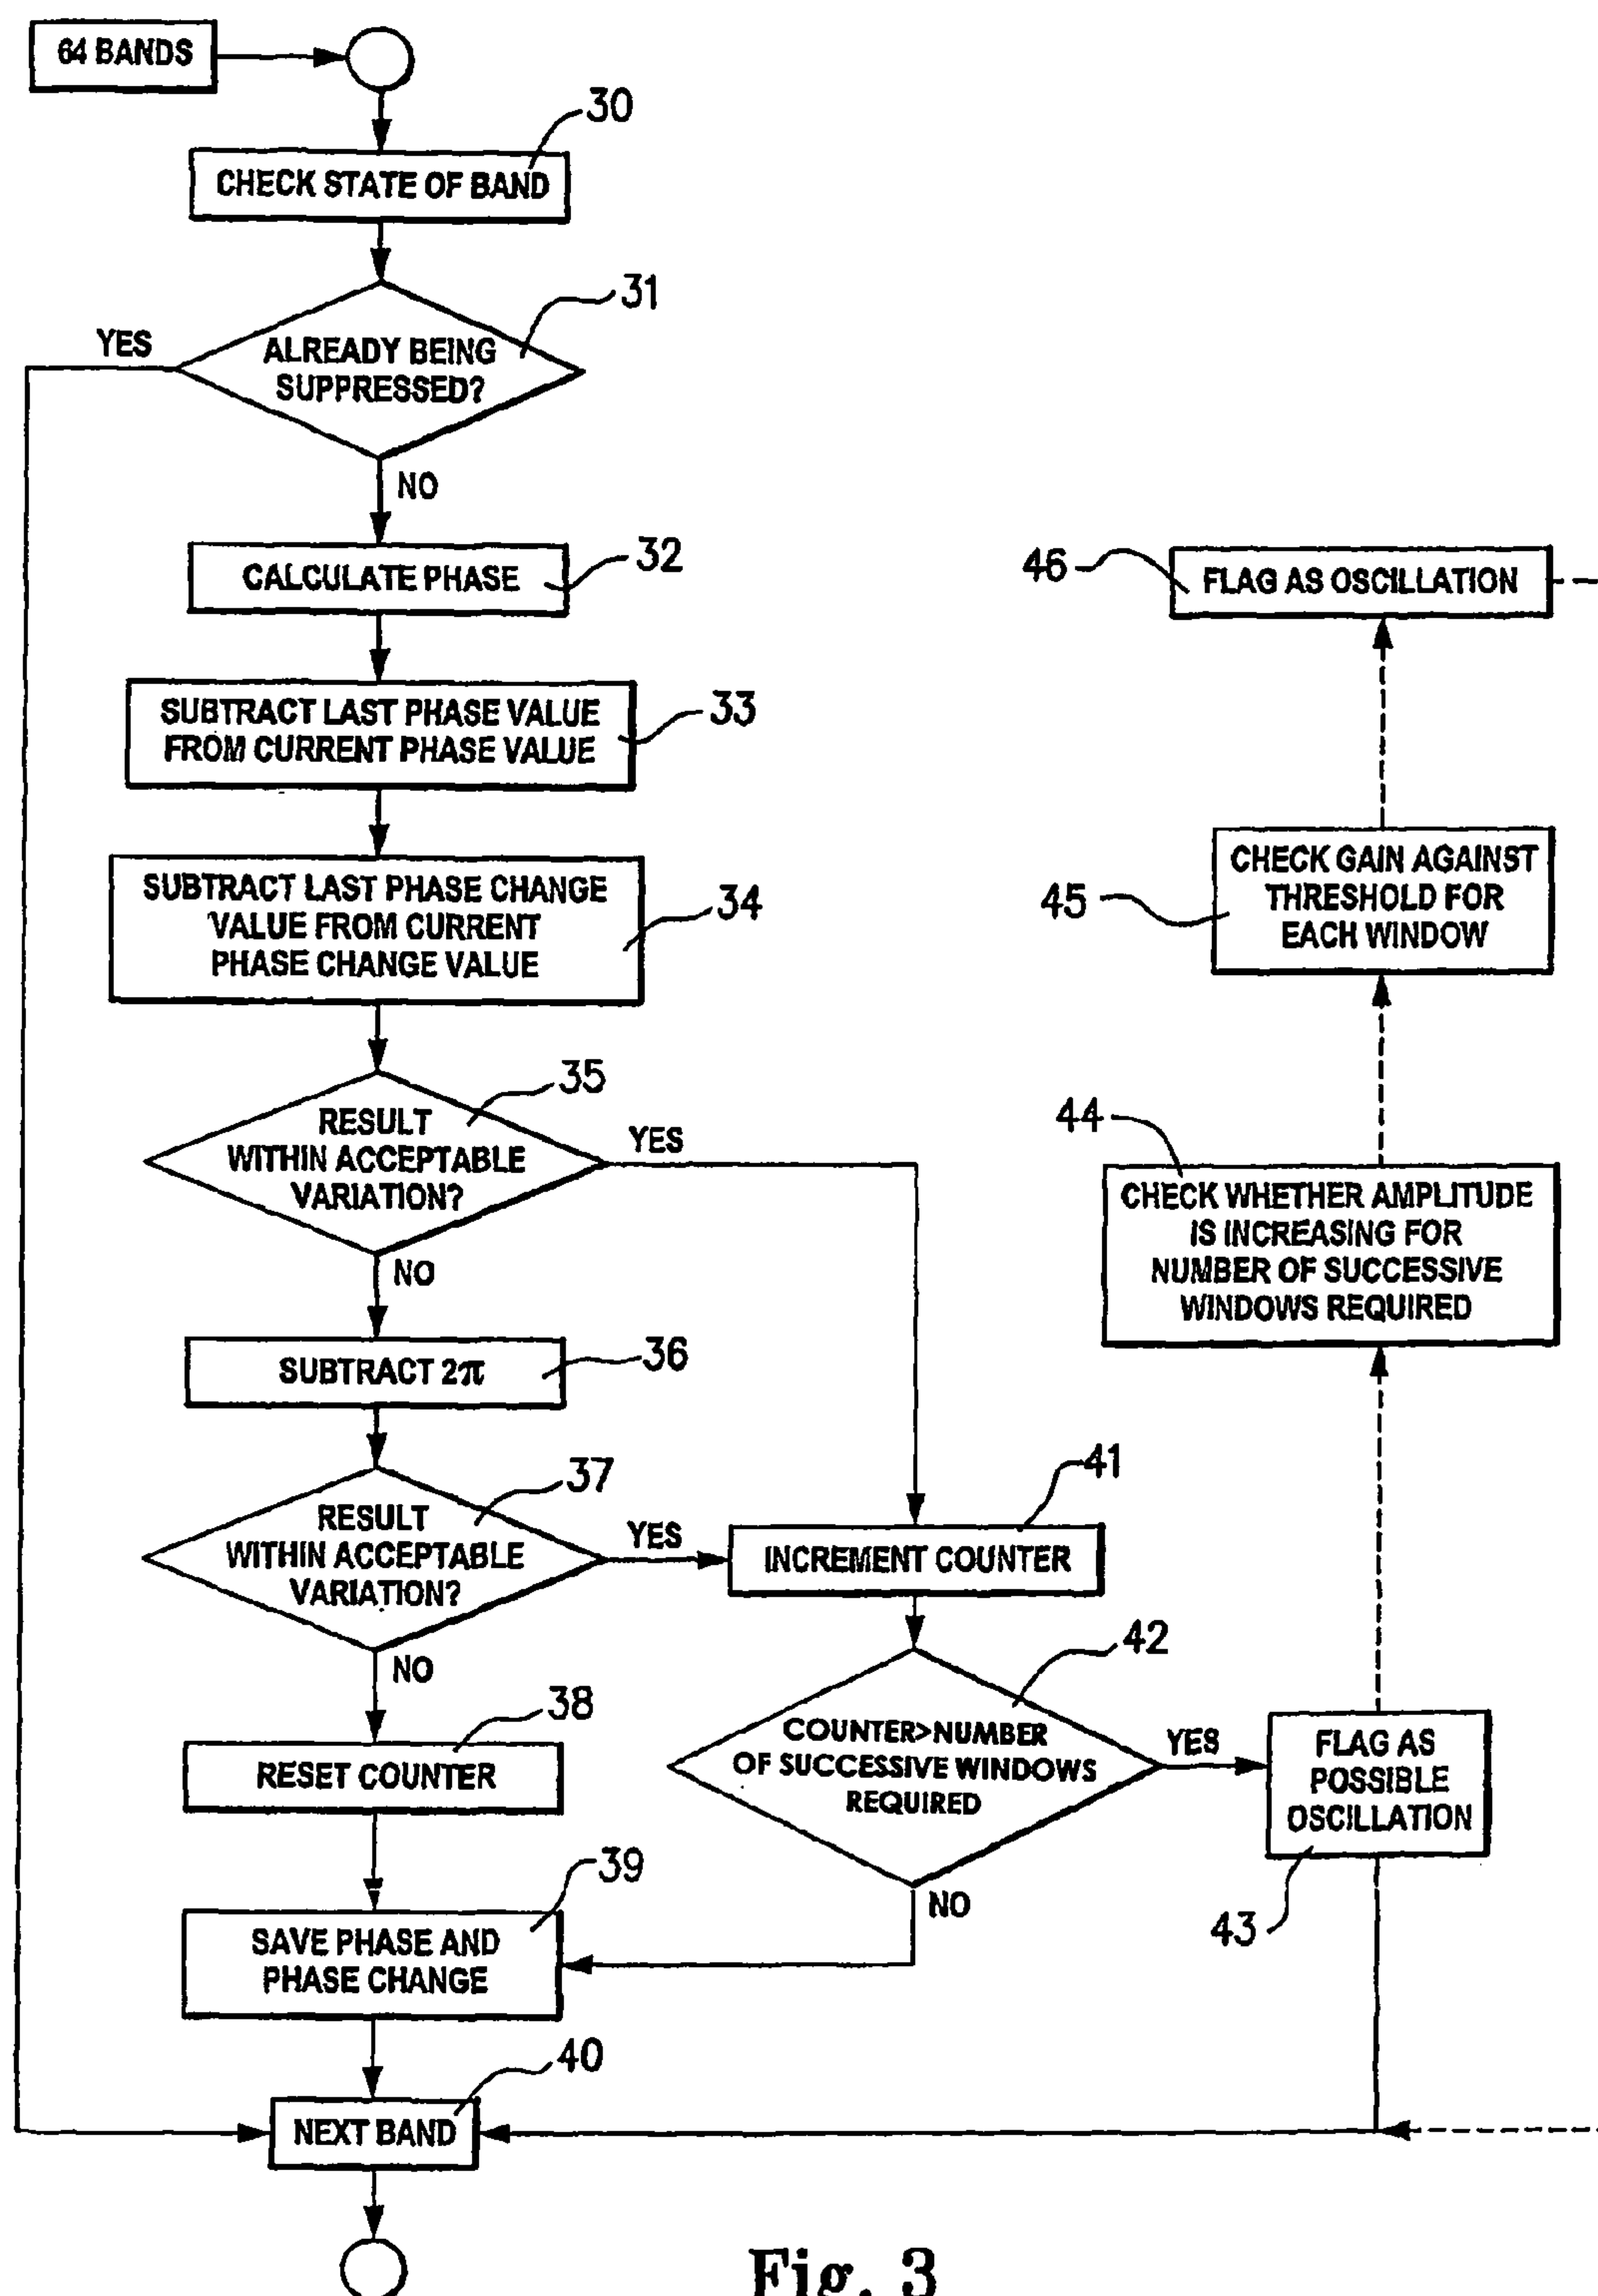 64 BANDS
30
CHECK STATE OF BAND
31
YES
ALREADY BEING
SUPPRESSED?
NO
32
CALCULATE PHASE
33
SUBTRACT LAST PHASE VALUE
FROM CURRENT PHASE VALUE
34
SUBTRACT LAST PHASE CHANGE
VALUE FROM CURRENT
PHASE CHANGE VALUE
35
RESULT
WITHIN ACCEPTABLE
VARIATION?
YES
NO
36
SUBTRACT 2π
37
RESULT
WITHIN ACCEPTABLE
VARIATION?
YES
NO
38
RESET COUNTER
39
SAVE PHASE AND
PHASE CHANGE
40
NEXT BAND
41
INCREMENT COUNTER
42
COUNTER>NUMBER
OF SUCCESSIVE WINDOWS
REQUIRED
YES
NO
FLAG AS
POSSIBLE
OSCILLATION
43
44
CHECK WHETHER AMPLITUDE
IS INCREASING FOR
NUMBER OF SUCCESSIVE
WINDOWS REQUIRED
45
CHECK GAIN AGAINST
THRESHOLD FOR
EACH WINDOW
46
FLAG AS OSCILLATION
Fig. 3